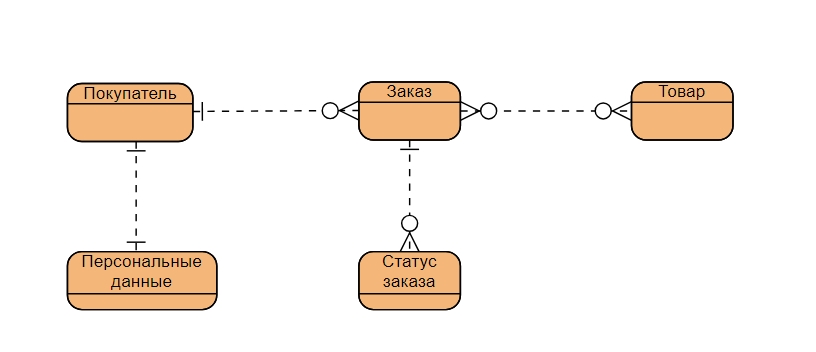 Покупатель
Заказ
Товар
Персональные
данные
Статус
заказа